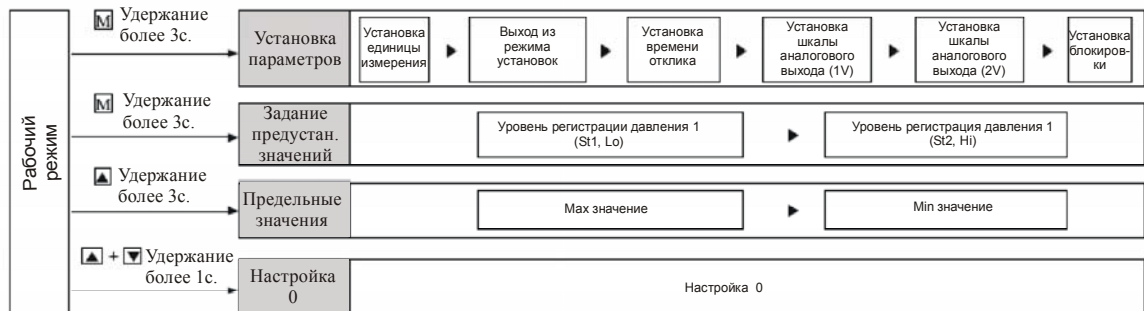 Рабочий
режим
M Удержание
более 3с.
Установка
параметров
Установка
единицы
измерения
Выход из
режима
установок
Установка
времени
отклика
Установка
шкалы
аналогового
выхода (1V)
Установка
шкалы
аналогового
выхода (2V)
Установка
блокиров-
ки
M Удержание
более 3с.
Задание
предустан.
значений
Уровень регистрации давления 1
(St1, Lo)
Уровень регистрация давления 1
(St2, Hi)
▲ Удержание
более 3с.
Предельные
значения
Max значение
Min значение
▲ + ▼ Удержание
более 1с.
Настройка
0
Настройка 0